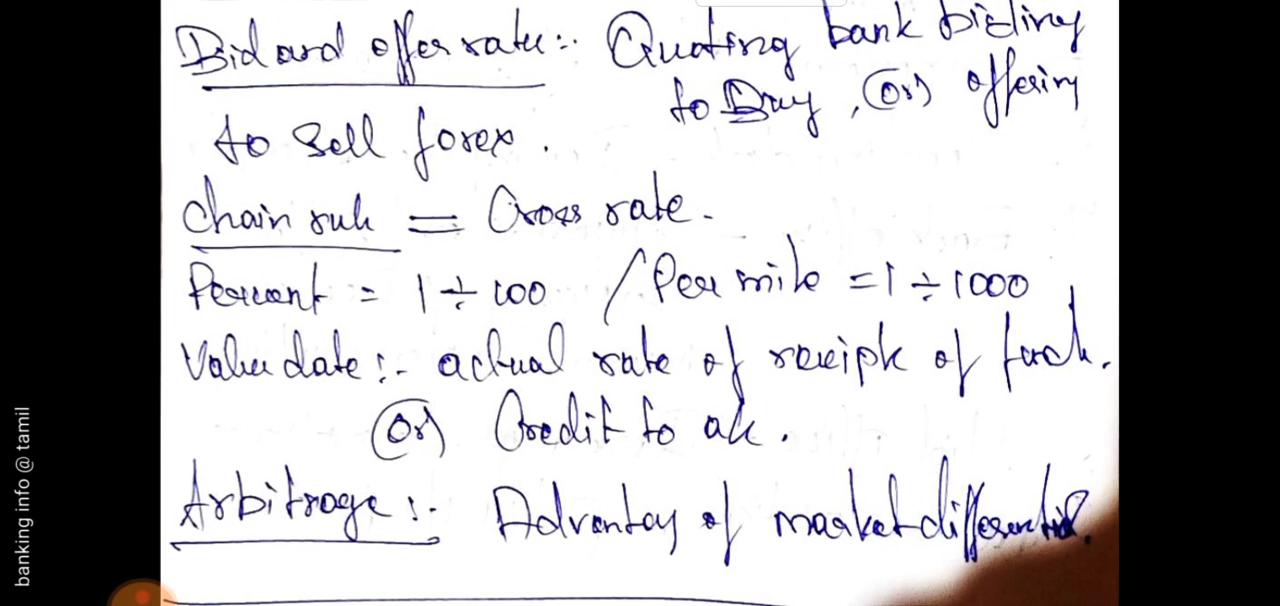 Bid and offer rate:- Quoting bank bidding
to Buy, (Or) offering
to Sell forex.
Chain rule = Cross rate.
Percent = 1 ÷ 100 / Per mile = 1 ÷ 1000
Value date :- actual rate of receipt of fund.
(Or) Credit to a/c.
Arbitrage :- Advantag of market differential.
banking info @ tamil